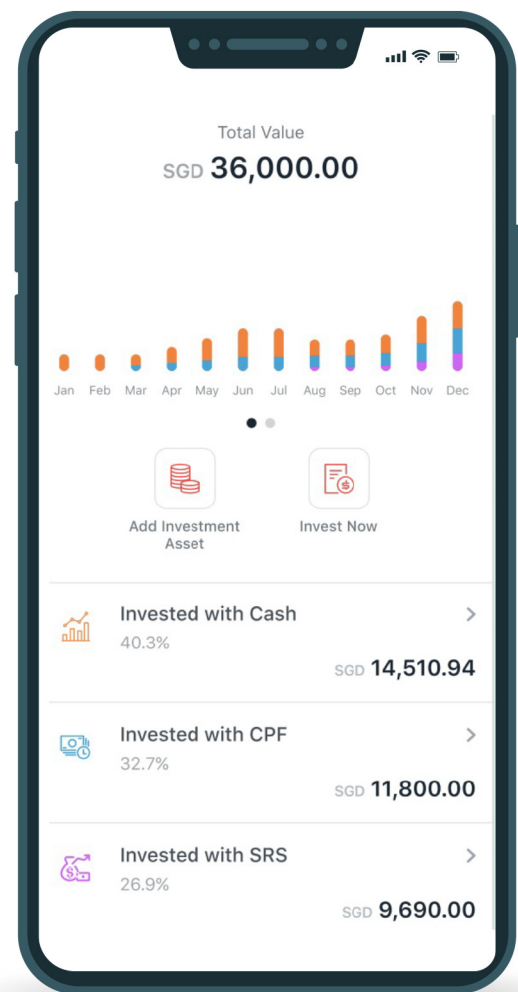 Total Value
SGD 36,000.00
Jan Feb Mar Apr May Jun Jul Aug Sep Oct Nov Dec
Add Investment
Asset
Invest Now
Invested with Cash
40.3%
SGD 14,510.94
Invested with CPF
32.7%
SGD 11,800.00
Invested with SRS
26.9%
SGD 9,690.00